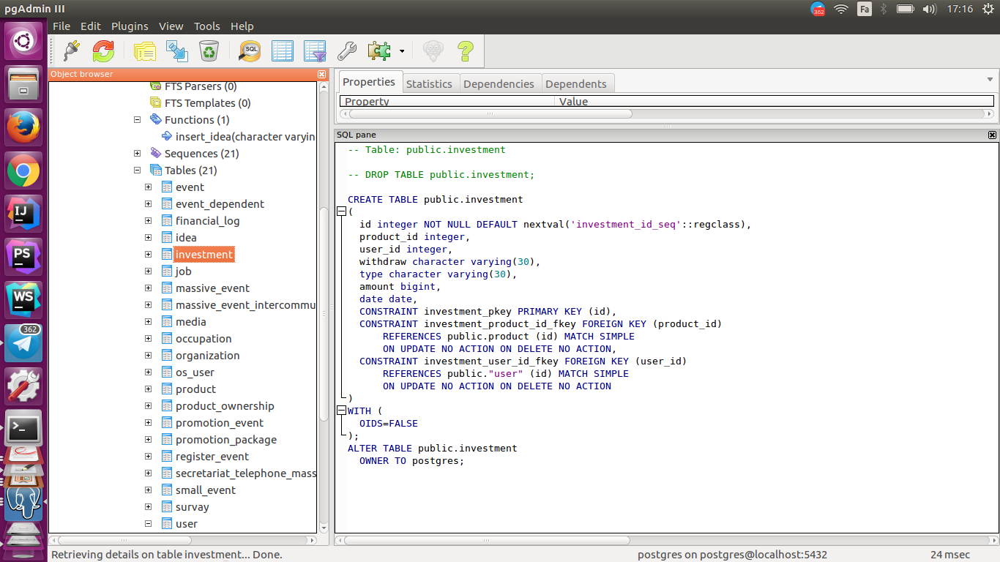 pgAdmin III
362
Fa
17:16
File Edit Plugins View Tools Help
SQL
Object browser
FTS Parsers (0)
FTS Templates (0)
Functions (1)
insert_idea(character varyin
Sequences (21)
Tables (21)
event
event_dependent
financial_log
idea
investment
job
massive_event
massive_event_intercommu
media
occupation
organization
os_user
product
product_ownership
promotion_event
promotion_package
register_event
secretariat_telephone_mass
small_event
survay
user
IJ
PS
WS
362
Properties Statistics Dependencies Dependents
Property Value
SQL pane
-- Table: public.investment
-- DROP TABLE public.investment;
CREATE TABLE public.investment
(
id integer NOT NULL DEFAULT nextval('investment_id_seq'::regclass),
product_id integer,
user_id integer,
withdraw character varying(30),
type character varying(30),
amount bigint,
date date,
CONSTRAINT investment_pkey PRIMARY KEY (id),
CONSTRAINT investment_product_id_fkey FOREIGN KEY (product_id)
REFERENCES public.product (id) MATCH SIMPLE
ON UPDATE NO ACTION ON DELETE NO ACTION,
CONSTRAINT investment_user_id_fkey FOREIGN KEY (user_id)
REFERENCES public."user" (id) MATCH SIMPLE
ON UPDATE NO ACTION ON DELETE NO ACTION
)
WITH (
OIDS=FALSE
);
ALTER TABLE public.investment
OWNER TO postgres;
Retrieving details on table investment... Done.
postgres on postgres@localhost:5432
24 msec